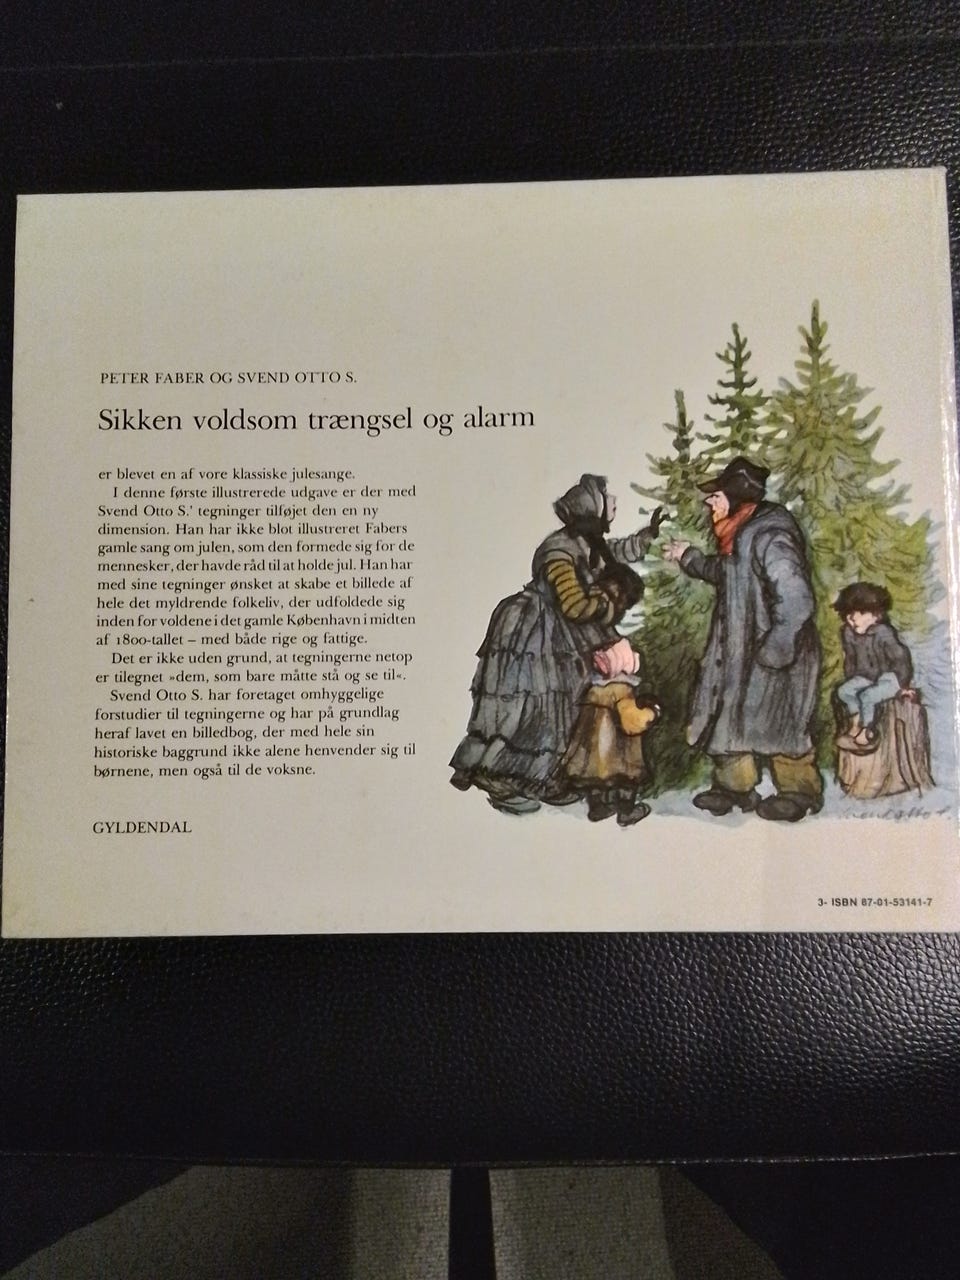 PETER FABER OG SVEND OTTO S.
Sikken voldsom trængsel og alarm
er blevet en af vore klassiske julesange.
I denne første illustrerede udgave er der med
Svend Otto S.' tegninger tilføjet den en ny
dimension. Han har ikke blot illustreret Fabers
gamle sang om julen, som den formede sig for de
mennesker, der havde råd til at holde jul. Han har
med sine tegninger ønsket at skabe et billede af
hele det myldrende folkeliv, der udfoldede sig
inden for voldene i det gamle København i midten
af 1800-tallet – med både rige og fattige.
Det er ikke uden grund, at tegningerne netop
er tilegnet »dem, som bare måtte stå og se til«.
Svend Otto S. har foretaget omhyggelige
forstudier til tegningerne og har på grundlag
heraf lavet en billedbog, der med hele sin
historiske baggrund ikke alene henvender sig til
børnene, men også til de voksne.
GYLDENDAL
Svend Otto S.
3- ISBN 87-01-53141-7